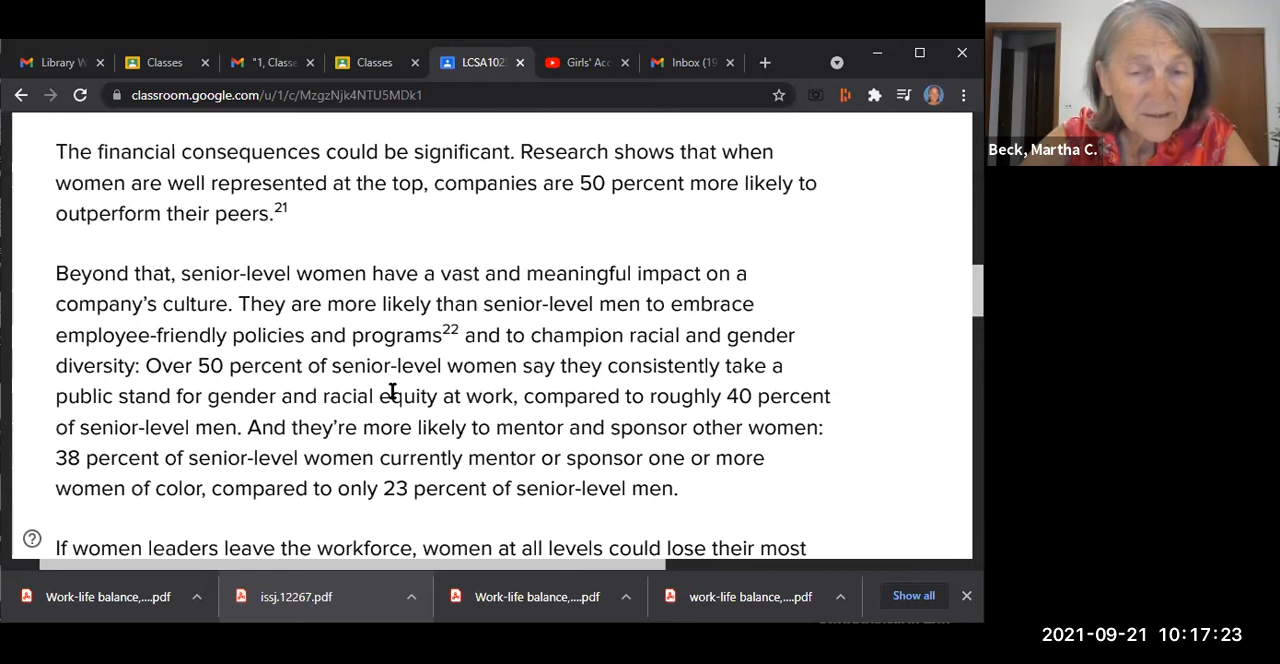 Library W
Classes
"1, Classe
Classes
LCSA102
Girls' Acc
Inbox (19
classroom.google.com/u/1/c/MzgzNjk4NTU5MDk1
Beck, Martha C.
The financial consequences could be significant. Research shows that when
women are well represented at the top, companies are 50 percent more likely to
outperform their peers.21
Beyond that, senior-level women have a vast and meaningful impact on a
company’s culture. They are more likely than senior-level men to embrace
employee-friendly policies and programs22 and to champion racial and gender
diversity: Over 50 percent of senior-level women say they consistently take a
public stand for gender and racial equity at work, compared to roughly 40 percent
of senior-level men. And they’re more likely to mentor and sponsor other women:
38 percent of senior-level women currently mentor or sponsor one or more
women of color, compared to only 23 percent of senior-level men.
If women leaders leave the workforce, women at all levels could lose their most
Work-life balance,....pdf
issj.12267.pdf
Work-life balance,....pdf
work-life balance,....pdf
Show all
2021-09-21 10:17:23